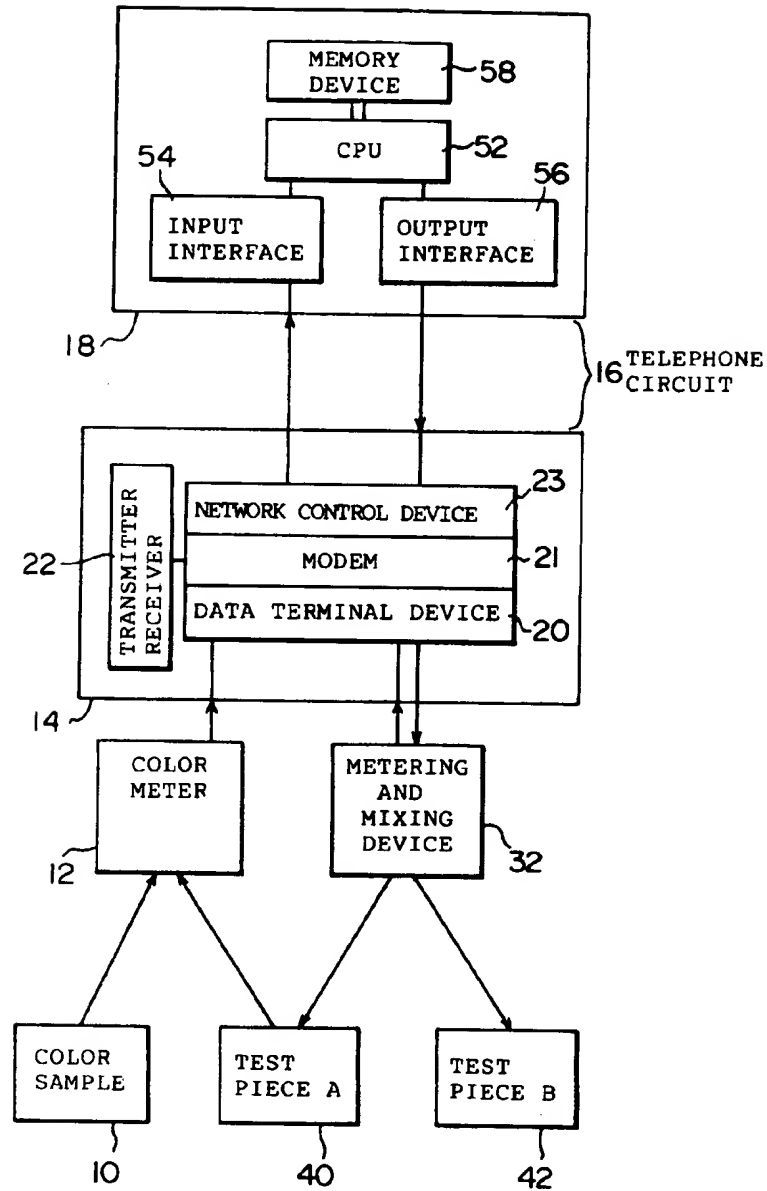 MEMORY
DEVICE
58
CPU
52
54
INPUT
INTERFACE
56
OUTPUT
INTERFACE
18
16 TELEPHONE
CIRCUIT
22
TRANSMITTER
RECEIVER
NETWORK CONTROL DEVICE
23
MODEM
21
DATA TERMINAL DEVICE
20
14
COLOR
METER
12
METERING
AND
MIXING
DEVICE
32
COLOR
SAMPLE
10
TEST
PIECE A
40
TEST
PIECE B
42